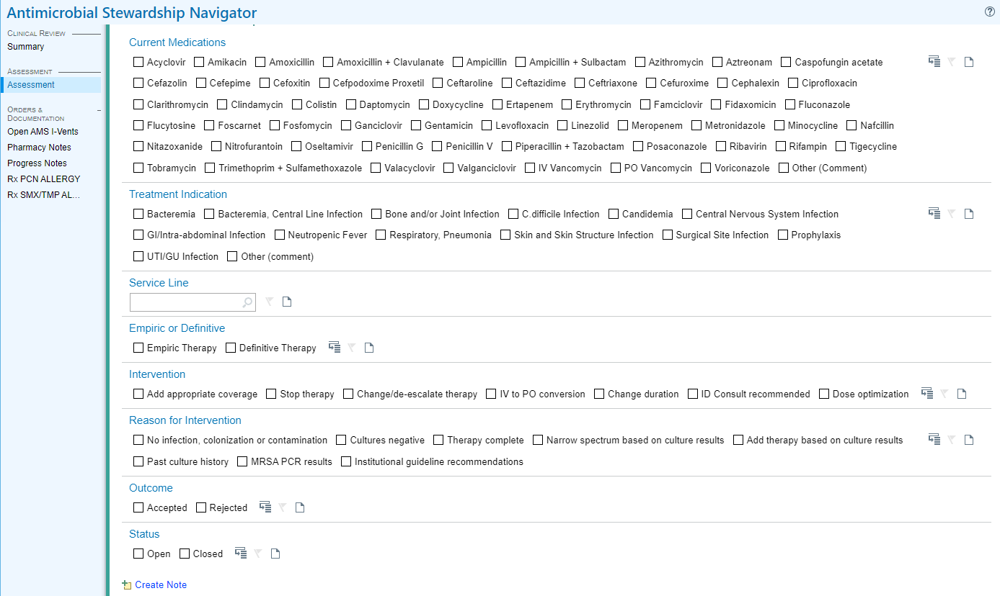 Antimicrobial Stewardship Navigator
Clinical Review
Summary
Assessment
Assessment
Orders &
Documentation
Open AMS I-Vents
Pharmacy Notes
Progress Notes
Rx PCN ALLERGY
Rx SMX/TMP AL...
Current Medications
Acyclovir Amikacin Amoxicillin Amoxicillin + Clavulanate Ampicillin Ampicillin + Sulbactam Azithromycin Aztreonam Caspofungin acetate
Cefazolin Cefepime Cefoxitin Cefpodoxime Proxetil Ceftaroline Ceftazidime Ceftriaxone Cefuroxime Cephalexin Ciprofloxacin
Clarithromycin Clindamycin Colistin Daptomycin Doxycycline Ertapenem Erythromycin Famciclovir Fidaxomicin Fluconazole
Flucytosine Foscarnet Fosfomycin Ganciclovir Gentamicin Levofloxacin Linezolid Meropenem Metronidazole Minocycline Nafcillin
Nitazoxanide Nitrofurantoin Oseltamivir Penicillin G Penicillin V Piperacillin + Tazobactam Posaconazole Ribavirin Rifampin Tigecycline
Tobramycin Trimethoprim + Sulfamethoxazole Valacyclovir Valganciclovir IV Vancomycin PO Vancomycin Voriconazole Other (Comment)
Treatment Indication
Bacteremia Bacteremia, Central Line Infection Bone and/or Joint Infection C.difficile Infection Candidemia Central Nervous System Infection
GI/Intra-abdominal Infection Neutropenic Fever Respiratory, Pneumonia Skin and Skin Structure Infection Surgical Site Infection Prophylaxis
UTI/GU Infection Other (comment)
Service Line
Empiric or Definitive
Empiric Therapy Definitive Therapy
Intervention
Add appropriate coverage Stop therapy Change/de-escalate therapy IV to PO conversion Change duration ID Consult recommended Dose optimization
Reason for Intervention
No infection, colonization or contamination Cultures negative Therapy complete Narrow spectrum based on culture results Add therapy based on culture results
Past culture history MRSA PCR results Institutional guideline recommendations
Outcome
Accepted Rejected
Status
Open Closed
Create Note